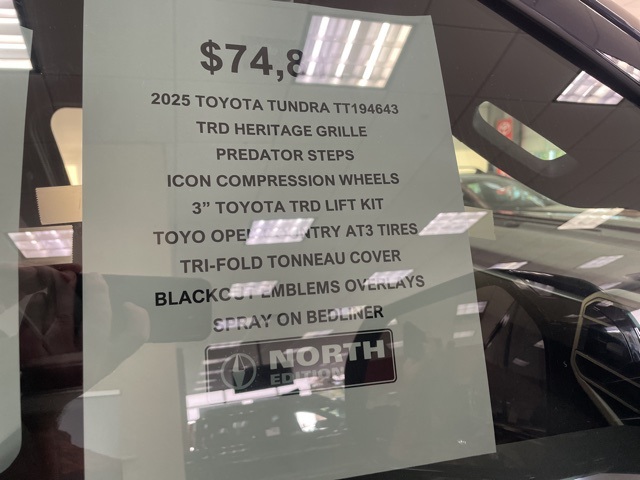 $74,8
2025 TOYOTA TUNDRA TT194643
TRD HERITAGE GRILLE
PREDATOR STEPS
ICON COMPRESSION WHEELS
3” TOYOTA TRD LIFT KIT
TOYO OPEN COUNTRY AT3 TIRES
TRI-FOLD TONNEAU COVER
BLACKOUT EMBLEMS OVERLAYS
SPRAY ON BEDLINER
NORTH
EDITION